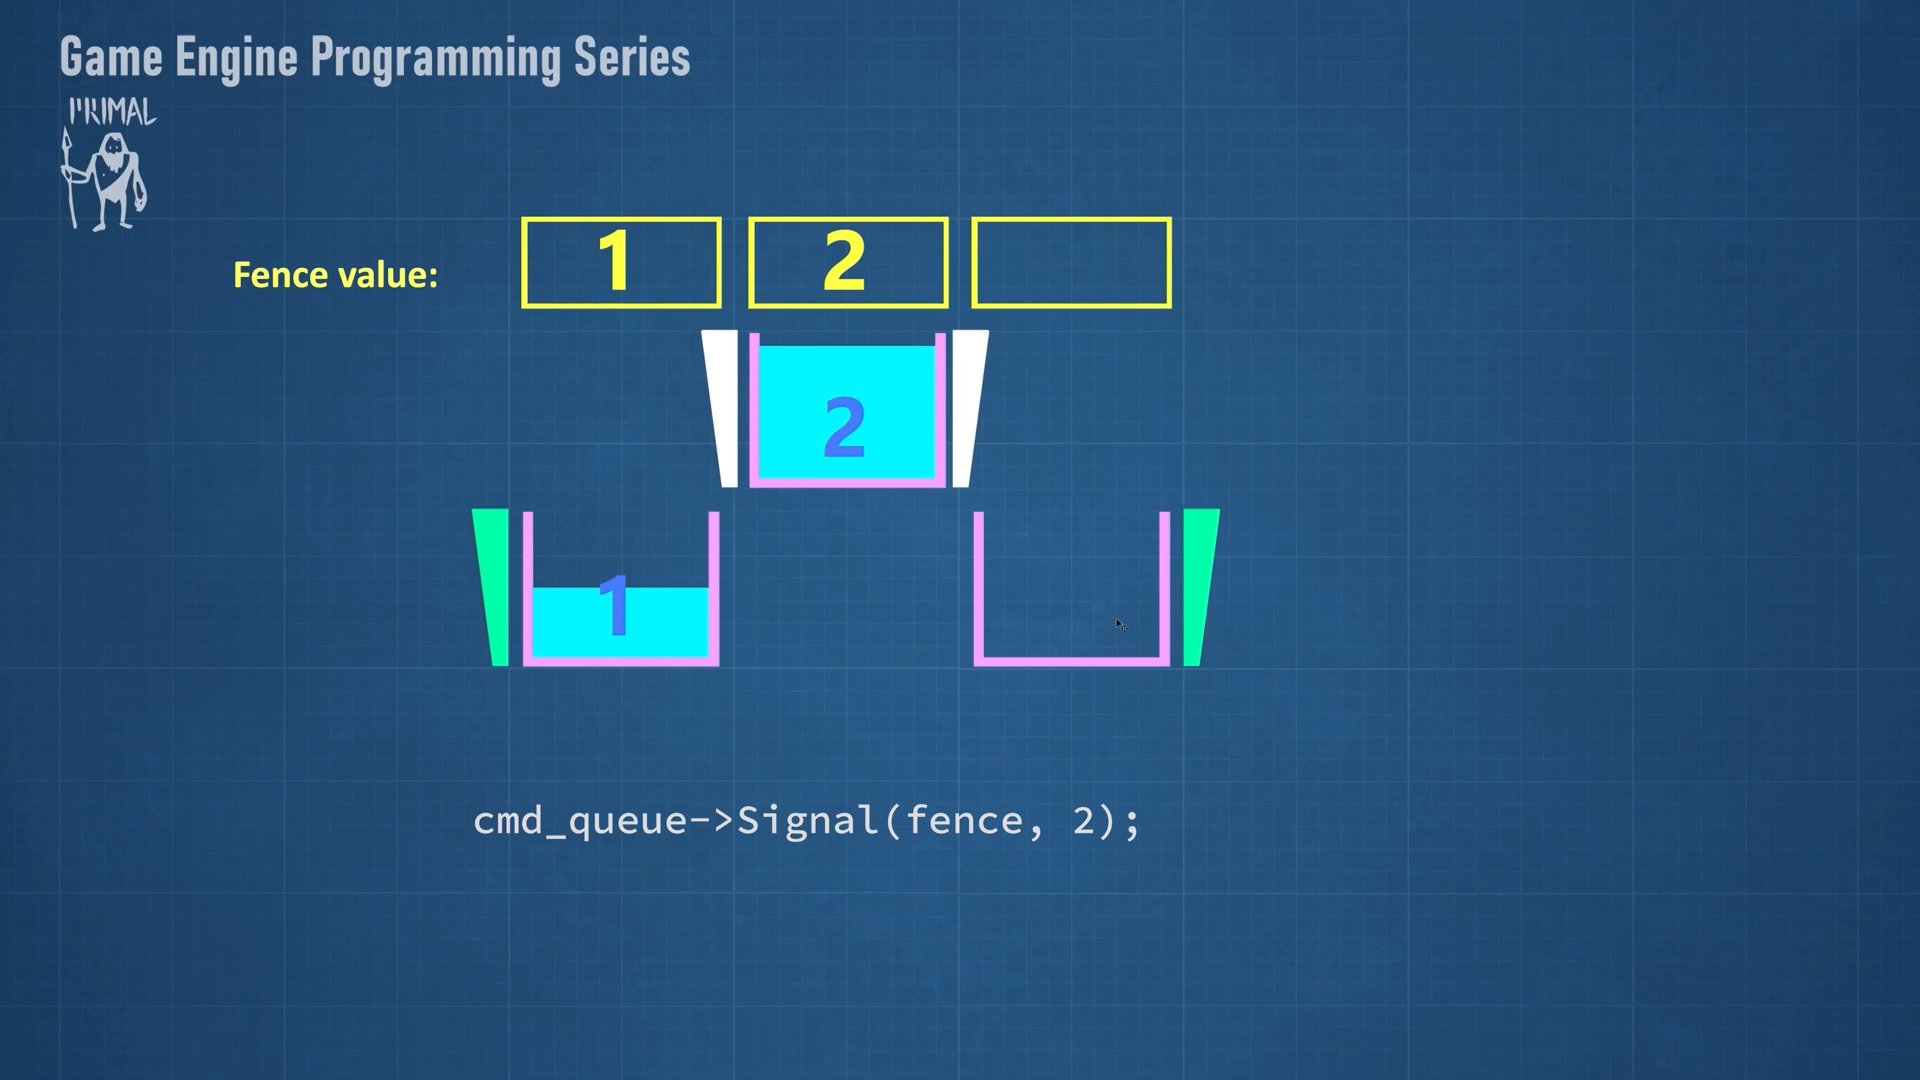 Game Engine Programming Series
PRIMAL
Fence value:
1 2
2
1
cmd_queue->Signal(fence, 2);